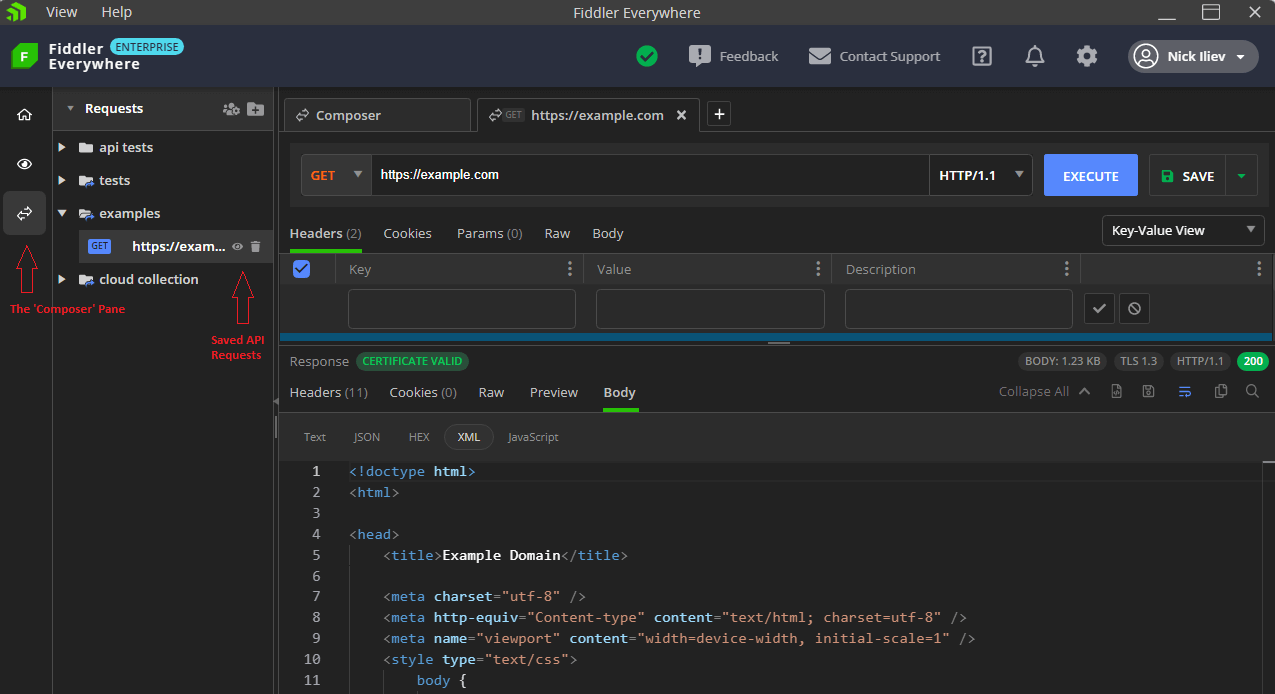 View Help Fiddler Everywhere
F Fiddler Everywhere ENTERPRISE Feedback Contact Support Nick Iliev
Requests
api tests
tests
examples
GET https://exam...
cloud collection
The 'Composer' Pane
Saved API
Requests
Composer GET https://example.com
GET https://example.com HTTP/1.1 EXECUTE SAVE
Headers (2) Cookies Params (0) Raw Body Key-Value View
Key Value Description
Response CERTIFICATE VALID BODY: 1.23 KB TLS 1.3 HTTP/1.1 200
Headers (11) Cookies (0) Raw Preview Body Collapse All
Text JSON HEX XML JavaScript
1 <!doctype html>
2 <html>
3
4 <head>
5 <title>Example Domain</title>
6
7 <meta charset="utf-8" />
8 <meta http-equiv="Content-type" content="text/html; charset=utf-8" />
9 <meta name="viewport" content="width=device-width, initial-scale=1" />
10 <style type="text/css">
11 body {